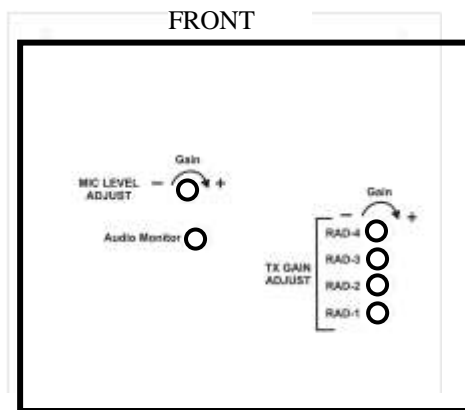 FRONT
Gain
MIC LEVEL ADJUST
− +
Audio Monitor
Gain
− +
TX GAIN ADJUST
RAD-4
RAD-3
RAD-2
RAD-1